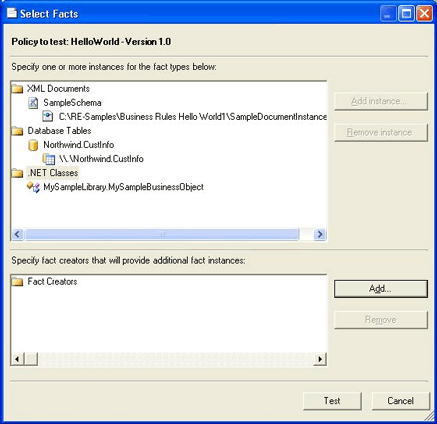 Select Facts
Policy to test: HelloWorld - Version 1.0
Specify one or more instances for the fact types below:
XML Documents
SampleSchema
C:\RE-Samples\Business Rules Hello World1\SampleDocumentInstance
Database Tables
Northwind.CustInfo
\\.\Northwind.CustInfo
.NET Classes
MySampleLibrary.MySampleBusinessObject
Add instance...
Remove instance
Specify fact creators that will provide additional fact instances:
Fact Creators
Add...
Remove
Test
Cancel